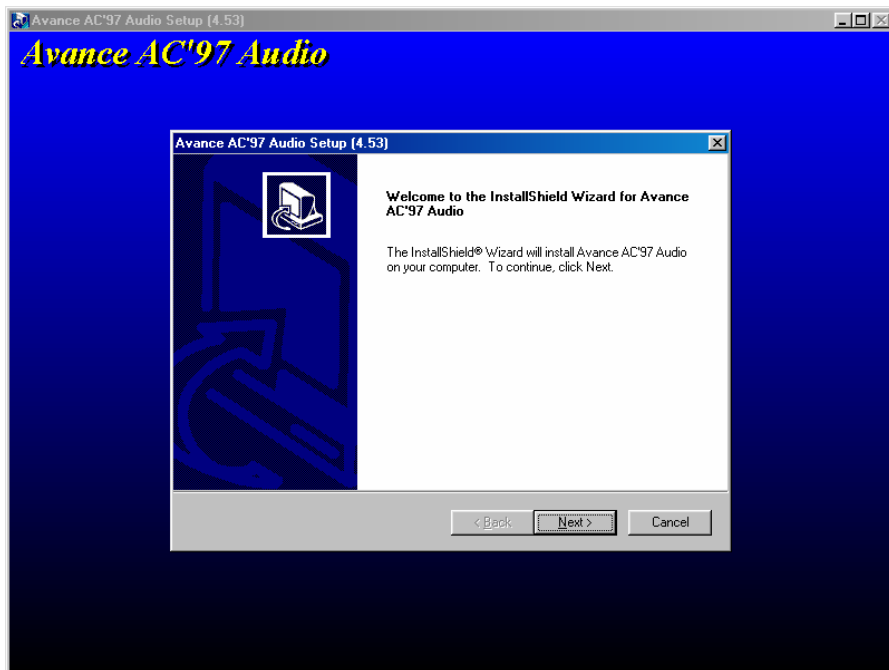 Avance AC'97 Audio Setup (4.53)
Avance AC'97 Audio
Avance AC'97 Audio Setup (4.53)
Welcome to the InstallShield Wizard for Avance
AC'97 Audio
The InstallShield® Wizard will install Avance AC'97 Audio
on your computer. To continue, click Next.
< Back
Next >
Cancel